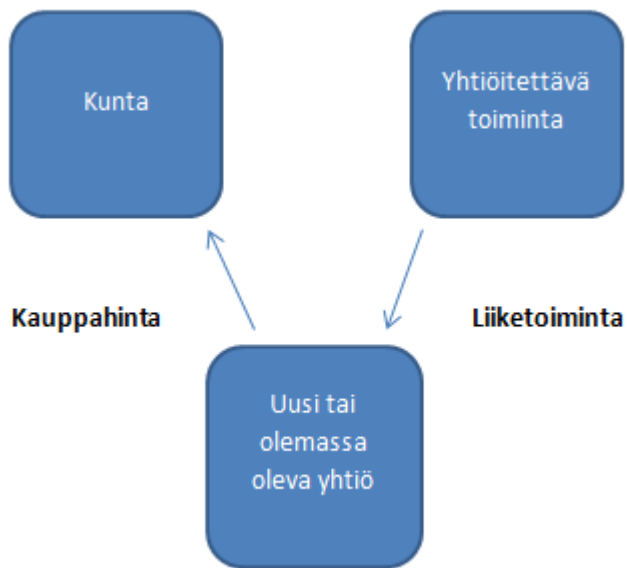 Kunta
Yhtiöitettävä
toiminta
Kauppahinta
Liiketoiminta
Uusi tai
olemassa
oleva yhtiö